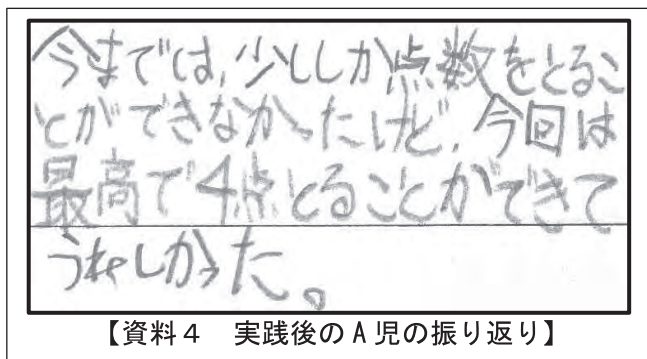 今までは,少ししか点数をとるこ
とができなかったけど,今回は
最高で4点とることができて
うれしかった。
【資料4　実践後のA児の振り返り】